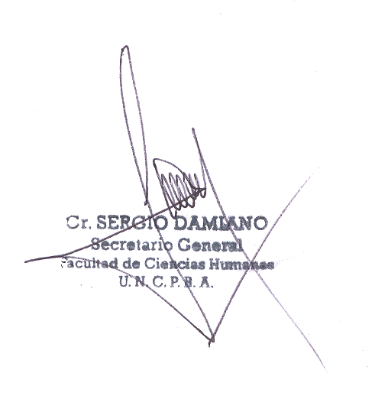 Cr. SERGIO DAMIANO
Secretario General
Facultad de Ciencias Humanas
U. N. C. P. B. A.